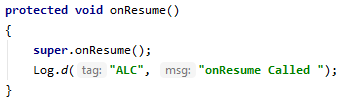 protected void onResume()
{
super.onResume();
Log.d( tag: "ALC", msg: "onResume Called ");
}